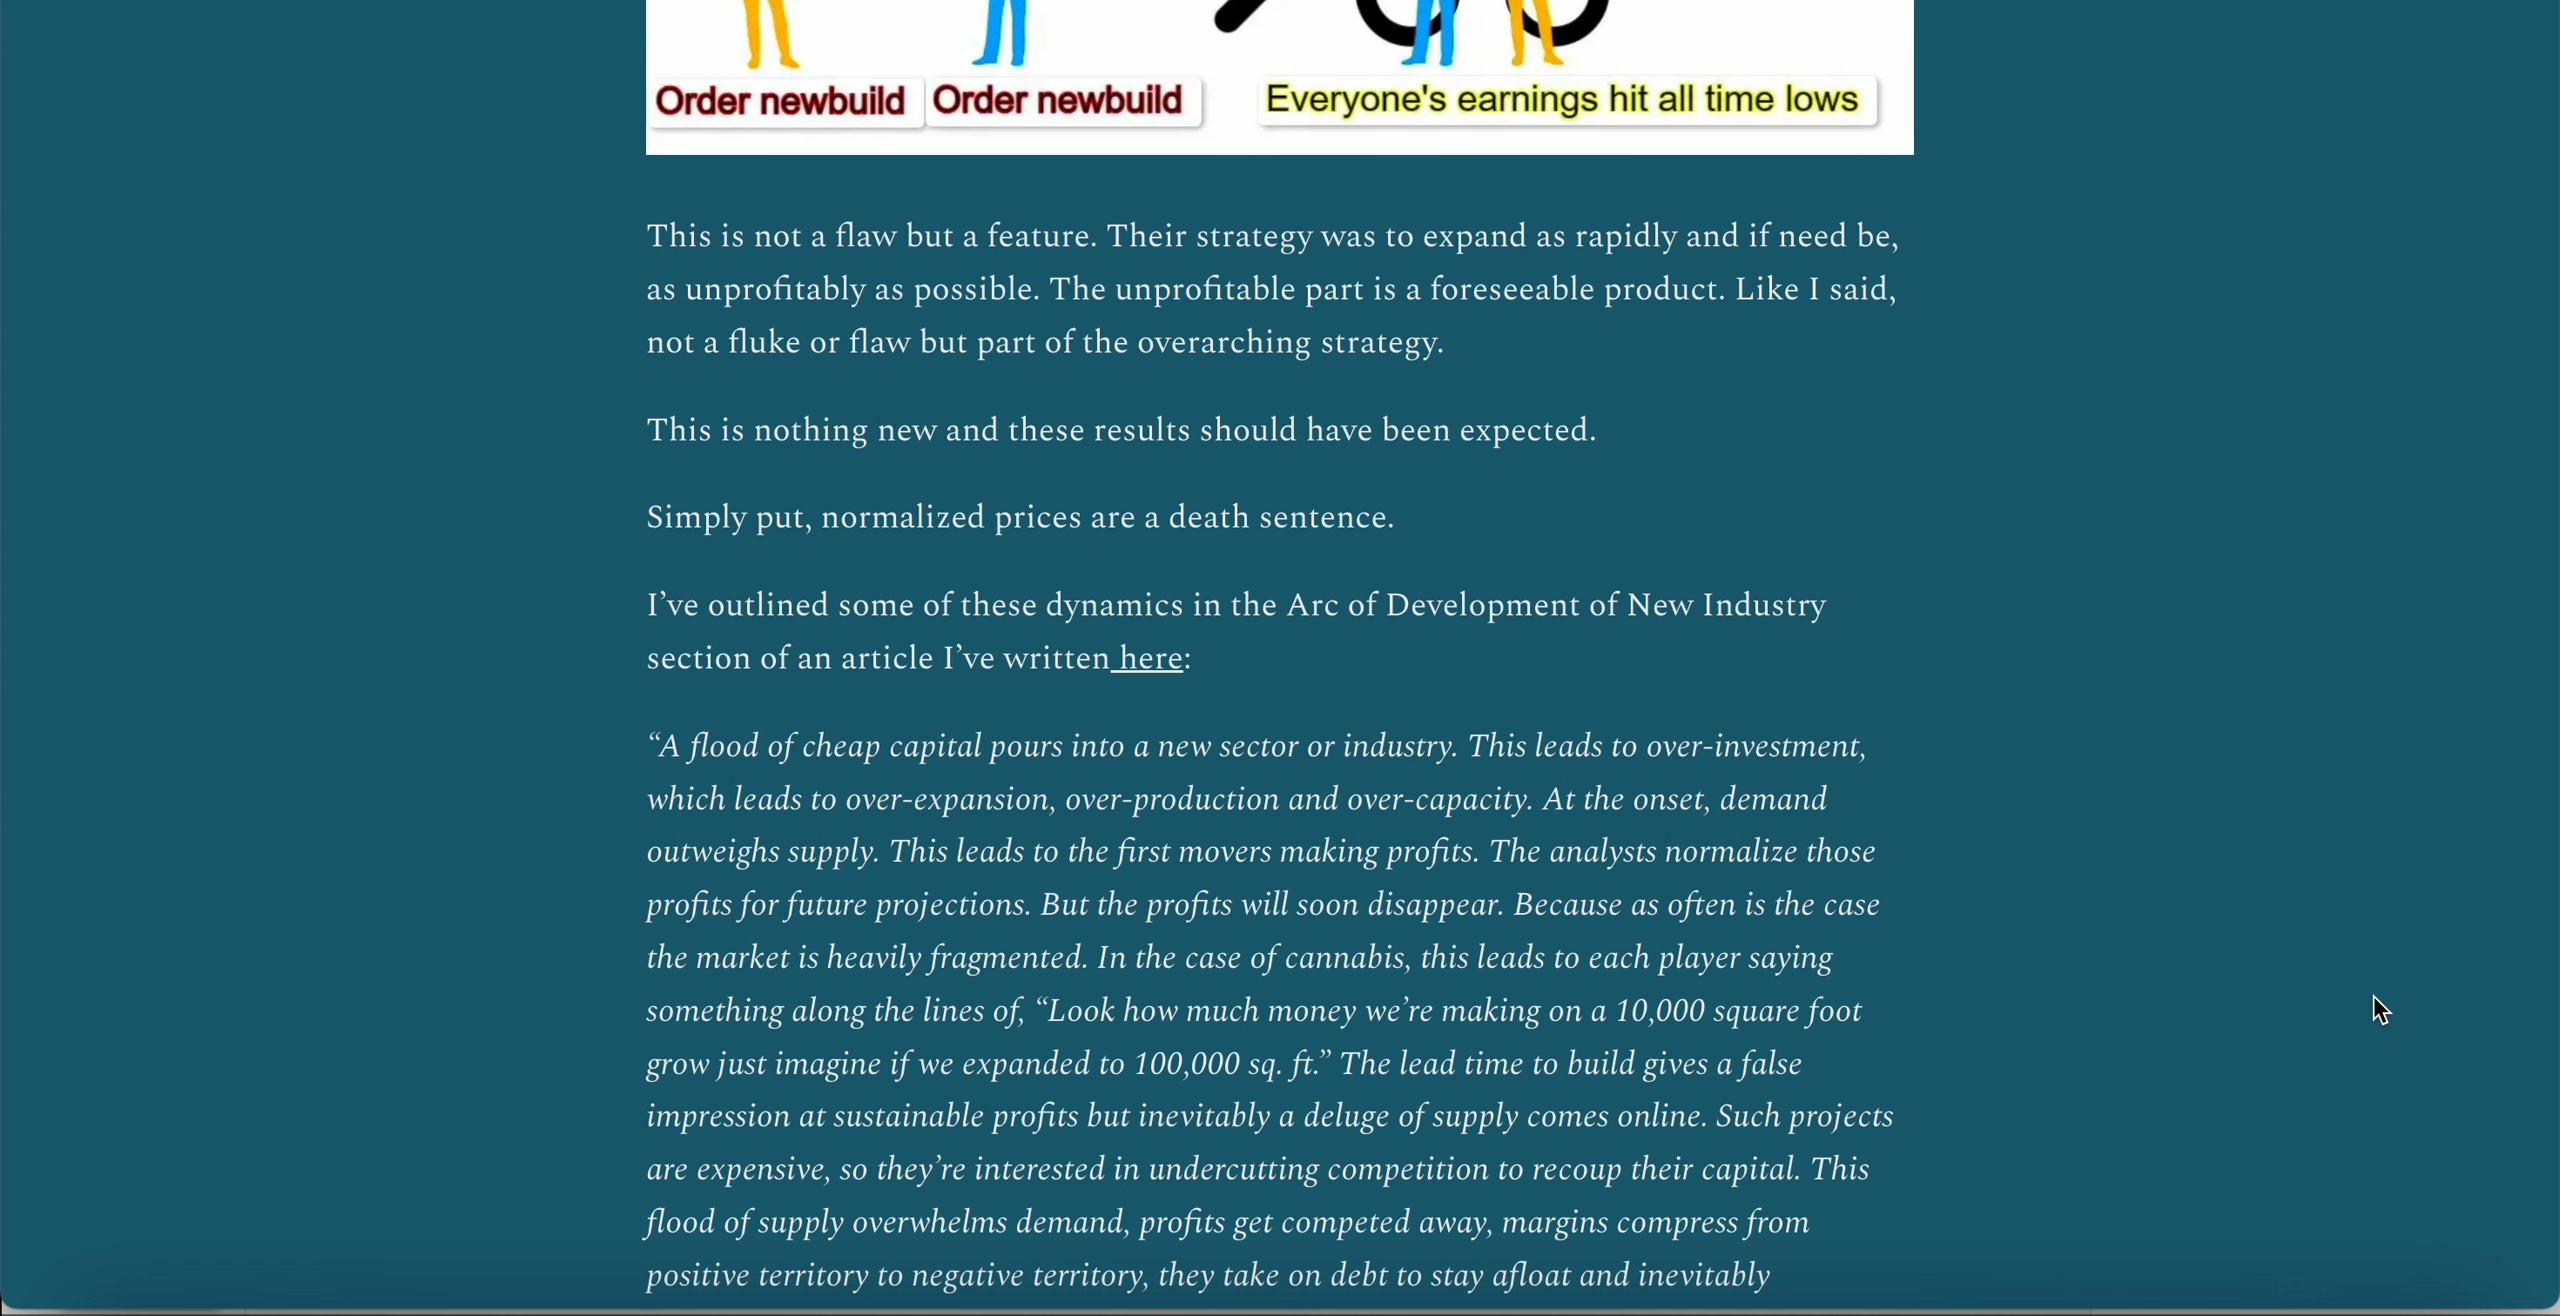 Order newbuild Order newbuild Everyone's earnings hit all time lows
This is not a flaw but a feature. Their strategy was to expand as rapidly and if need be,
as unprofitably as possible. The unprofitable part is a foreseeable product. Like I said,
not a fluke or flaw but part of the overarching strategy.
This is nothing new and these results should have been expected.
Simply put, normalized prices are a death sentence.
I’ve outlined some of these dynamics in the Arc of Development of New Industry
section of an article I’ve written here:
“A flood of cheap capital pours into a new sector or industry. This leads to over-investment,
which leads to over-expansion, over-production and over-capacity. At the onset, demand
outweighs supply. This leads to the first movers making profits. The analysts normalize those
profits for future projections. But the profits will soon disappear. Because as often is the case
the market is heavily fragmented. In the case of cannabis, this leads to each player saying
something along the lines of, “Look how much money we’re making on a 10,000 square foot
grow just imagine if we expanded to 100,000 sq. ft.” The lead time to build gives a false
impression at sustainable profits but inevitably a deluge of supply comes online. Such projects
are expensive, so they’re interested in undercutting competition to recoup their capital. This
flood of supply overwhelms demand, profits get competed away, margins compress from
positive territory to negative territory, they take on debt to stay afloat and inevitably